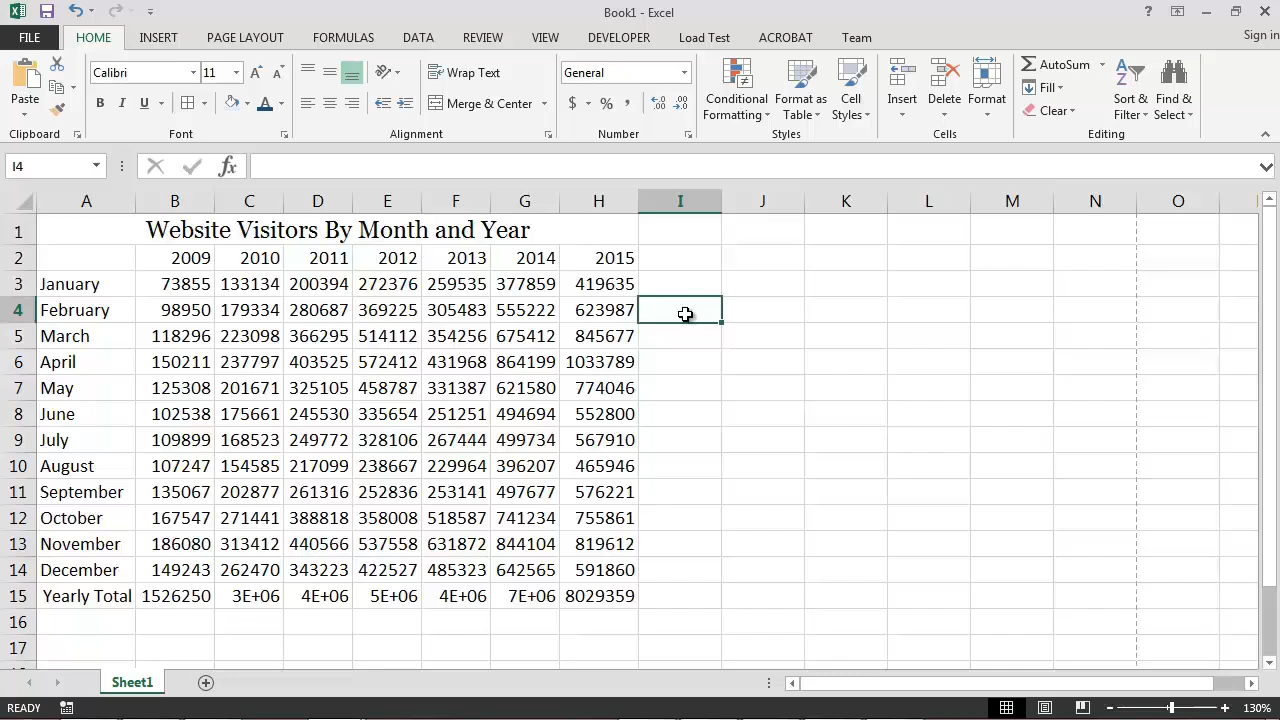 Book1 - Excel
? Sign in
FILE HOME INSERT PAGE LAYOUT FORMULAS DATA REVIEW VIEW DEVELOPER Load Test ACROBAT Team
Paste
Clipboard
Calibri 11
B I U A
Font
Wrap Text
Merge & Center
Alignment
General
$ % ,
Number
Conditional Formatting
Format as Table
Cell Styles
Styles
Insert Delete Format
Cells
AutoSum
Fill
Clear
Sort & Filter
Find & Select
Editing
I4 fx
A B C D E F G H I J K L M N O
1 Website Visitors By Month and Year
2 2009 2010 2011 2012 2013 2014 2015
3 January 73855 133134 200394 272376 259535 377859 419635
4 February 98950 179334 280687 369225 305483 555222 623987
5 March 118296 223098 366295 514112 354256 675412 845677
6 April 150211 237797 403525 572412 431968 864199 1033789
7 May 125308 201671 325105 458787 331387 621580 774046
8 June 102538 175661 245530 335654 251251 494694 552800
9 July 109899 168523 249772 328106 267444 499734 567910
10 August 107247 154585 217099 238667 229964 396207 465946
11 September 135067 202877 261316 252836 253141 497677 576221
12 October 167547 271441 388818 358008 518587 741234 755861
13 November 186080 313412 440566 537558 631872 844104 819612
14 December 149243 262470 343223 422527 485323 642565 591860
15 Yearly Total 1526250 3E+06 4E+06 5E+06 4E+06 7E+06 8029359
16
17
Sheet1
READY 130%